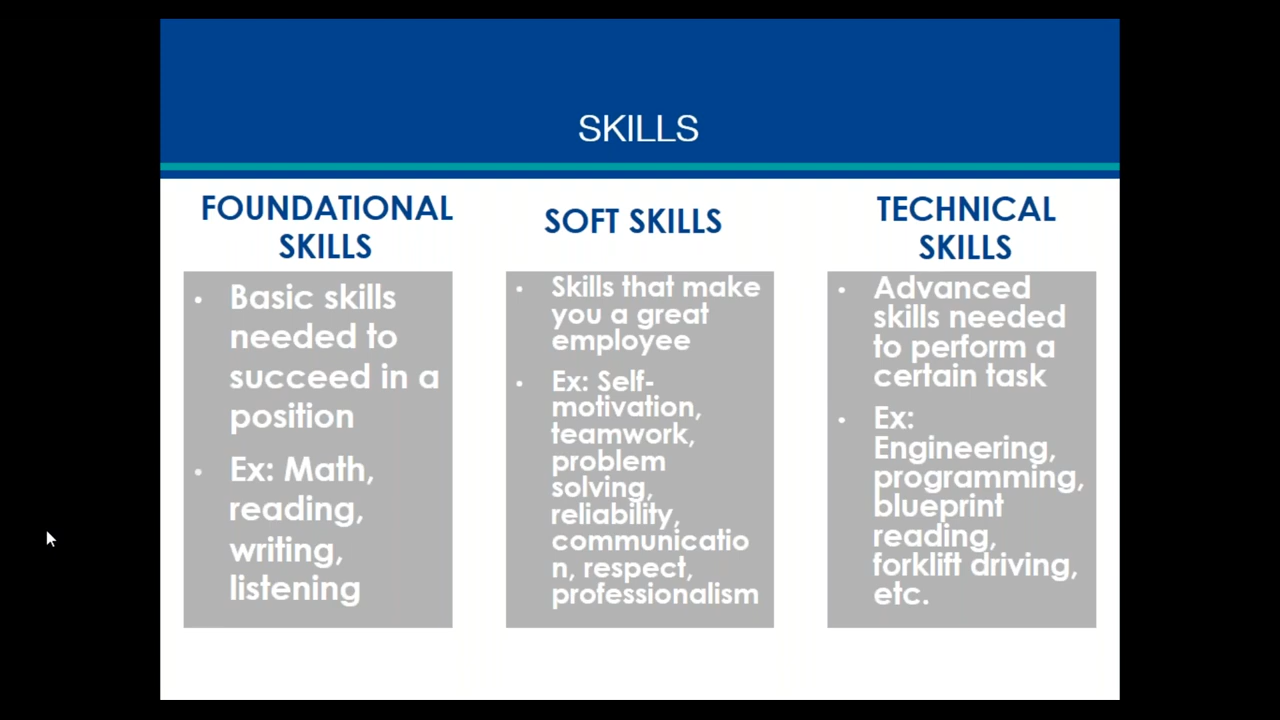 SKILLS
FOUNDATIONAL
SKILLS
• Basic skills
needed to
succeed in a
position
• Ex: Math,
reading,
writing,
listening
SOFT SKILLS
• Skills that make
you a great
employee
• Ex: Self-
motivation,
teamwork,
problem
solving,
reliability,
communicatio
n, respect,
professionalism
TECHNICAL
SKILLS
• Advanced
skills needed
to perform a
certain task
• Ex:
Engineering,
programming,
blueprint
reading,
forklift driving,
etc.